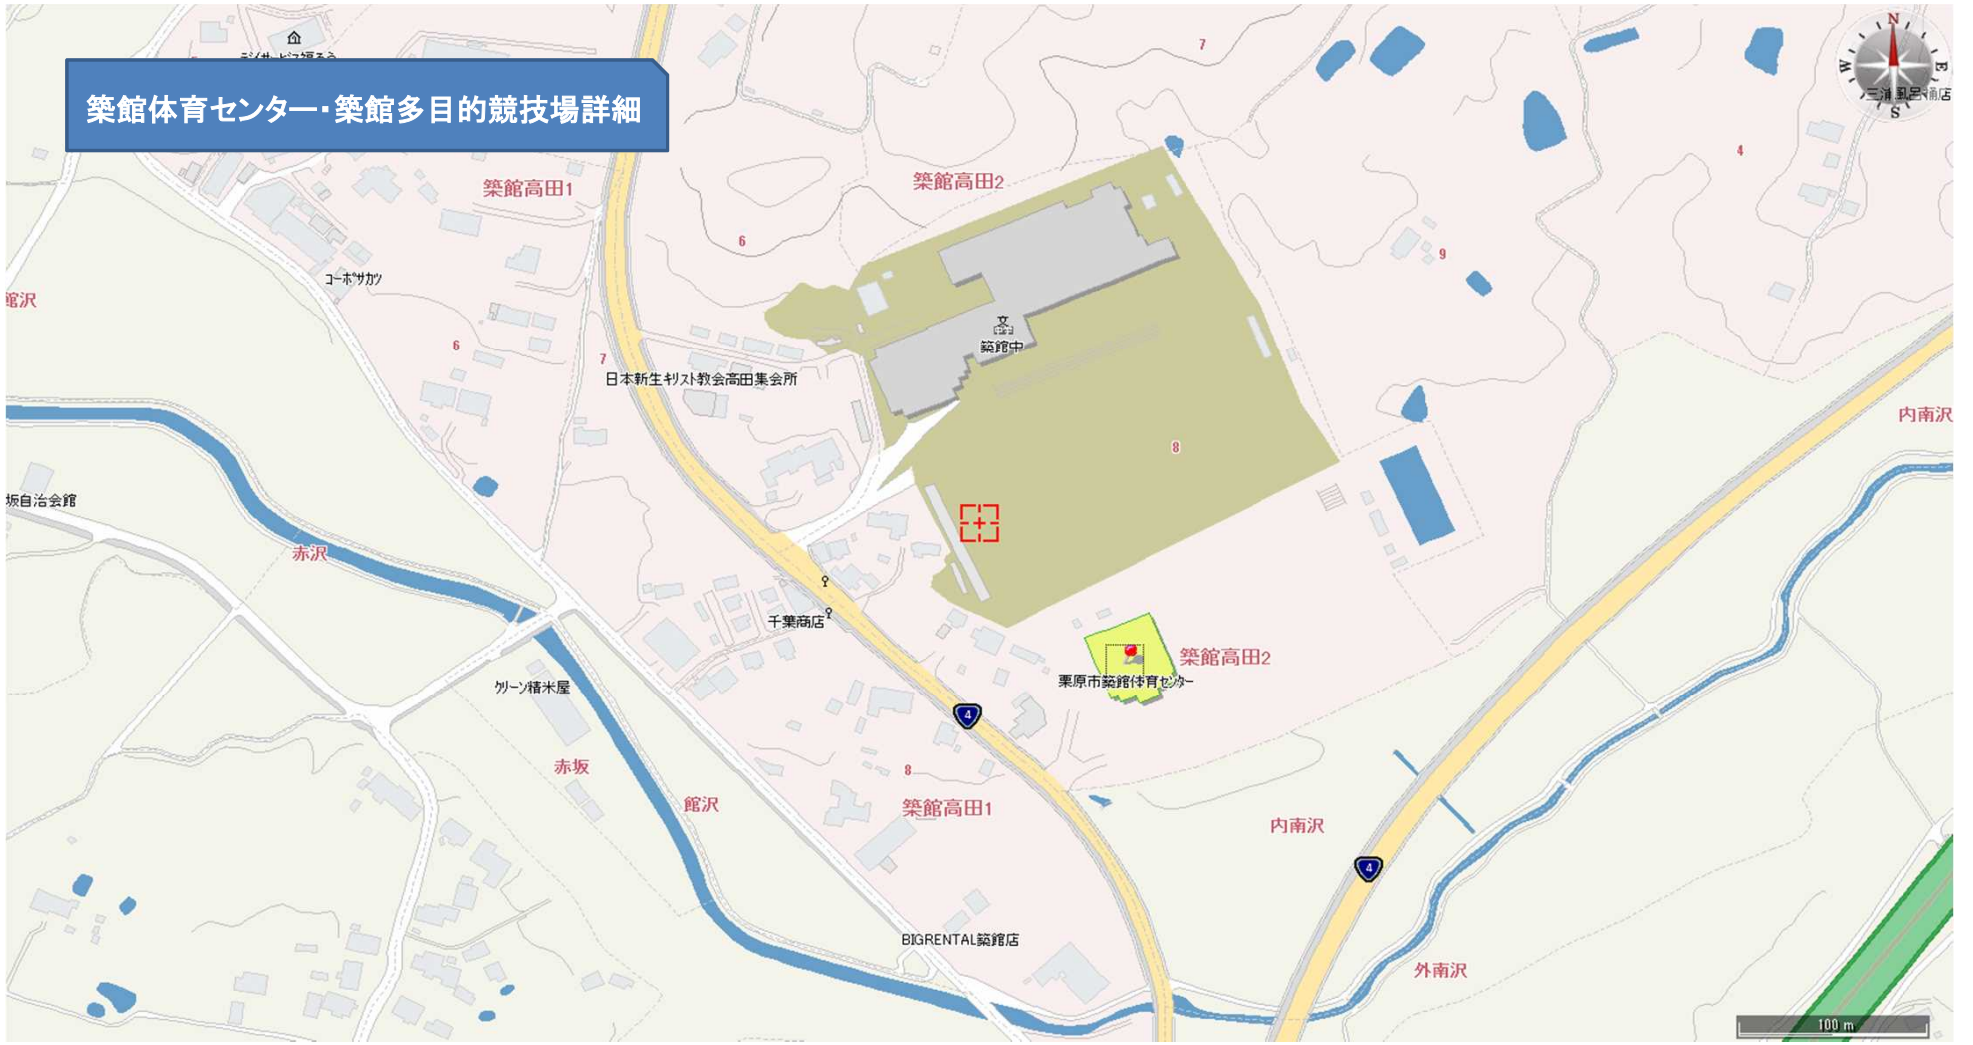 N
W
E
S
三浦風呂桶店
築館体育センター・築館多目的競技場詳細
7
4
築館高田1
築館高田2
6
9
コーポサカツ
館沢
築館中
6
7
日本新生キリスト教会高田集会所
内南沢
8
坂自治会館
赤沢
千葉商店
築館高田2
栗原市築館体育センター
クリーン精米屋
4
赤坂
8
館沢
築館高田1
内南沢
4
BIGRENTAL築館店
外南沢
100 m